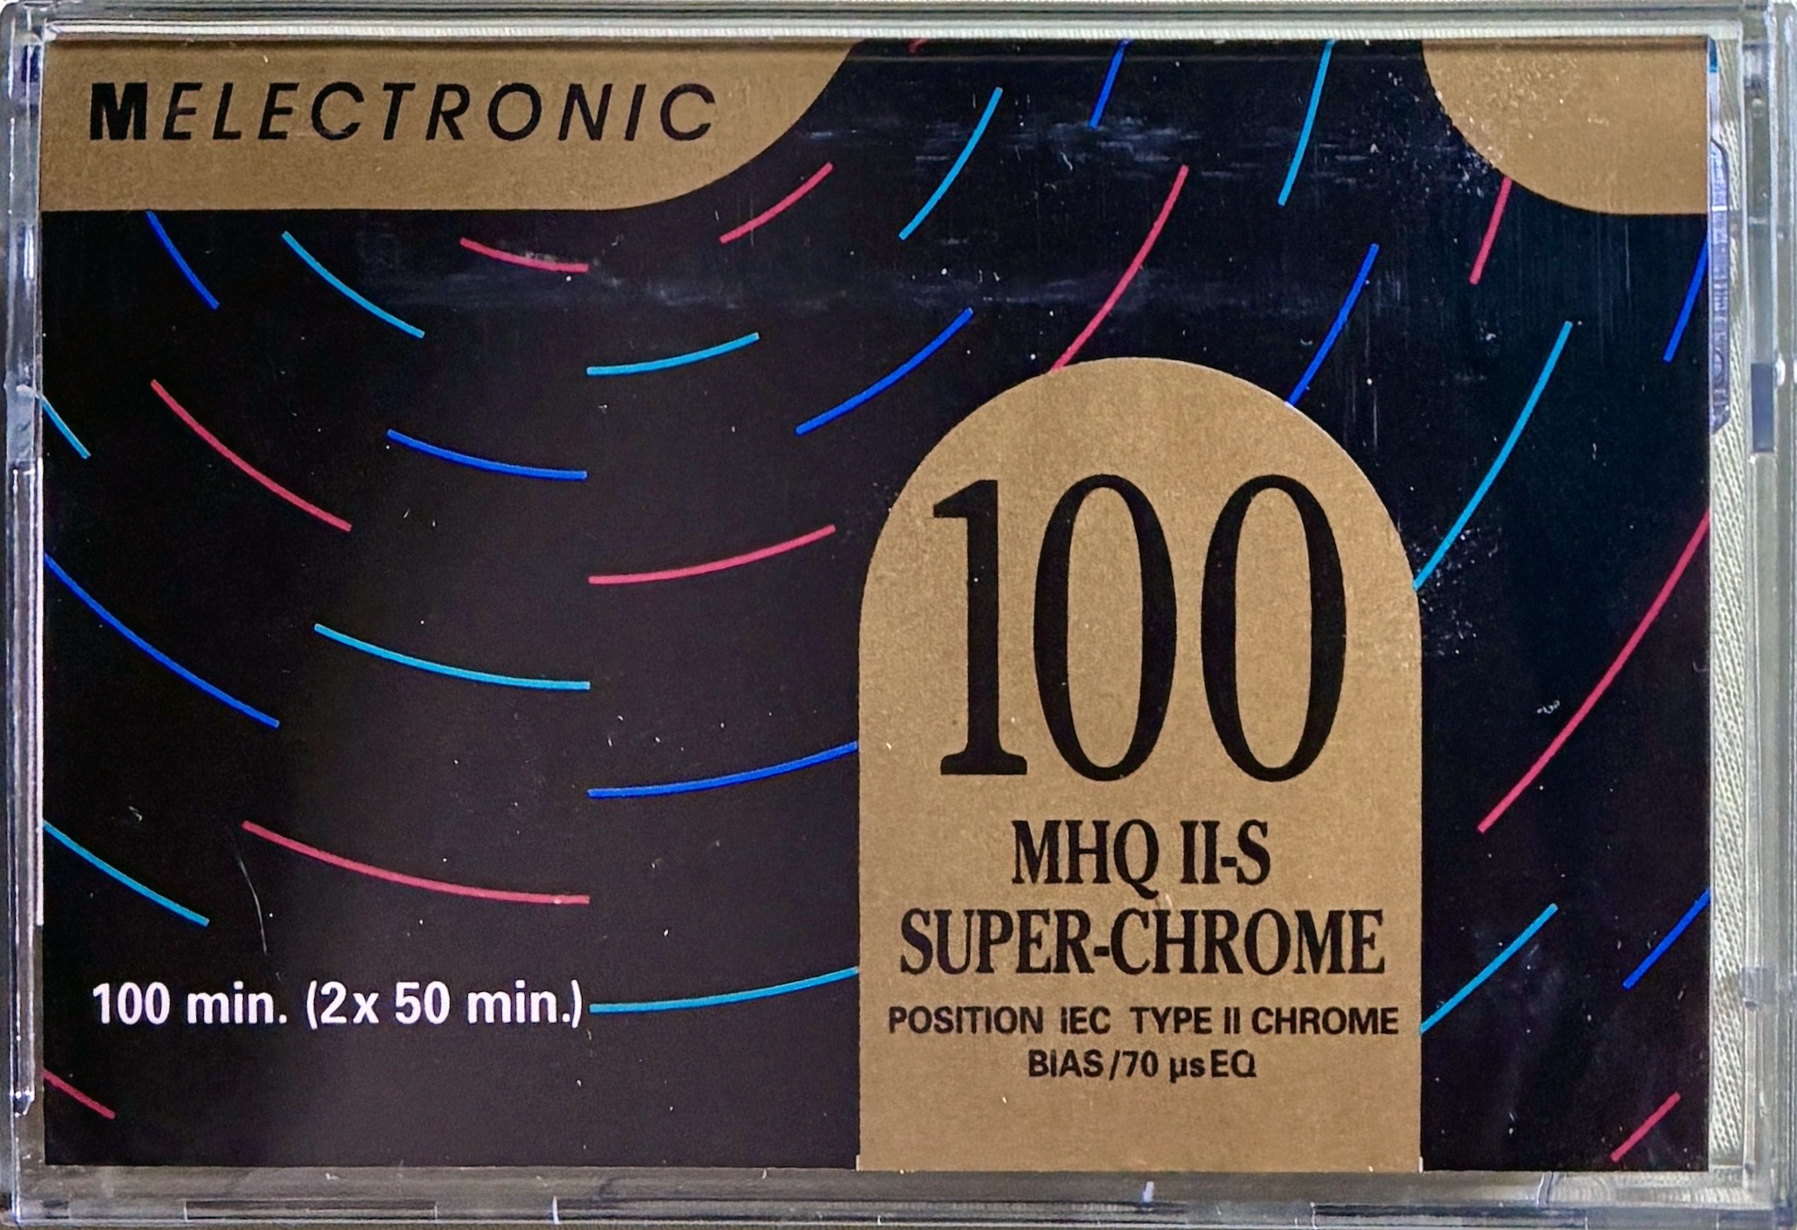 MELECTRONIC
100
MHQ II-S
SUPER-CHROME
POSITION IEC TYPE II CHROME
BIAS/70 µs EQ
100 min. (2x 50 min.)